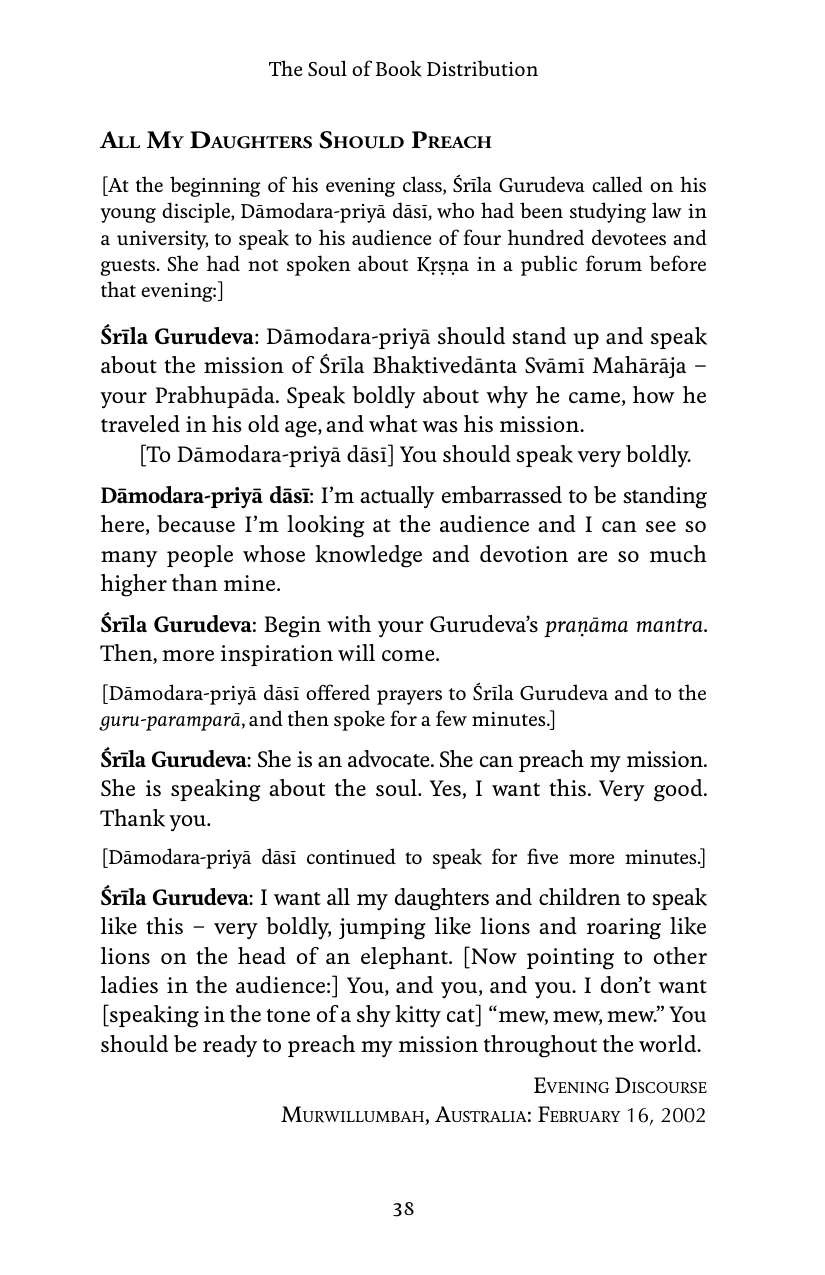 The Soul of Book Distribution
All My Daughters Should Preach
[At the beginning of his evening class, Śrīla Gurudeva called on his
young disciple, Dāmodara-priyā dāsī, who had been studying law in
a university, to speak to his audience of four hundred devotees and
guests. She had not spoken about Kṛṣṇa in a public forum before
that evening:]
Śrīla Gurudeva: Dāmodara-priyā should stand up and speak
about the mission of Śrīla Bhaktivedānta Svāmī Mahārāja –
your Prabhupāda. Speak boldly about why he came, how he
traveled in his old age, and what was his mission.
[To Dāmodara-priyā dāsī] You should speak very boldly.
Dāmodara-priyā dāsī: I’m actually embarrassed to be standing
here, because I’m looking at the audience and I can see so
many people whose knowledge and devotion are so much
higher than mine.
Śrīla Gurudeva: Begin with your Gurudeva’s praṇāma mantra.
Then, more inspiration will come.
[Dāmodara-priyā dāsī offered prayers to Śrīla Gurudeva and to the
guru-paramparā, and then spoke for a few minutes.]
Śrīla Gurudeva: She is an advocate. She can preach my mission.
She is speaking about the soul. Yes, I want this. Very good.
Thank you.
[Dāmodara-priyā dāsī continued to speak for five more minutes.]
Śrīla Gurudeva: I want all my daughters and children to speak
like this – very boldly, jumping like lions and roaring like
lions on the head of an elephant. [Now pointing to other
ladies in the audience:] You, and you, and you. I don’t want
[speaking in the tone of a shy kitty cat] “mew, mew, mew.” You
should be ready to preach my mission throughout the world.
Evening Discourse
Murwillumbah, Australia: February 16, 2002
38